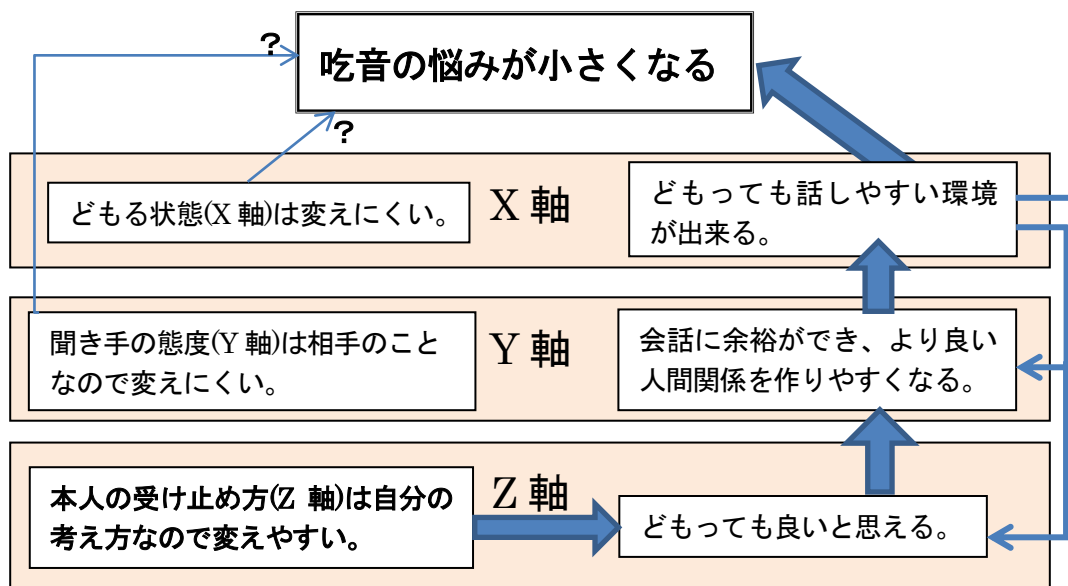 ?
吃音の悩みが小さくなる
?
どもる状態(X 軸)は変えにくい。
X 軸
どもっても話しやすい環境
が出来る。
聞き手の態度(Y 軸)は相手のこと
なので変えにくい。
Y 軸
会話に余裕ができ、より良い
人間関係を作りやすくなる。
本人の受け止め方(Z 軸)は自分の
考え方なので変えやすい。
Z 軸
どもっても良いと思える。